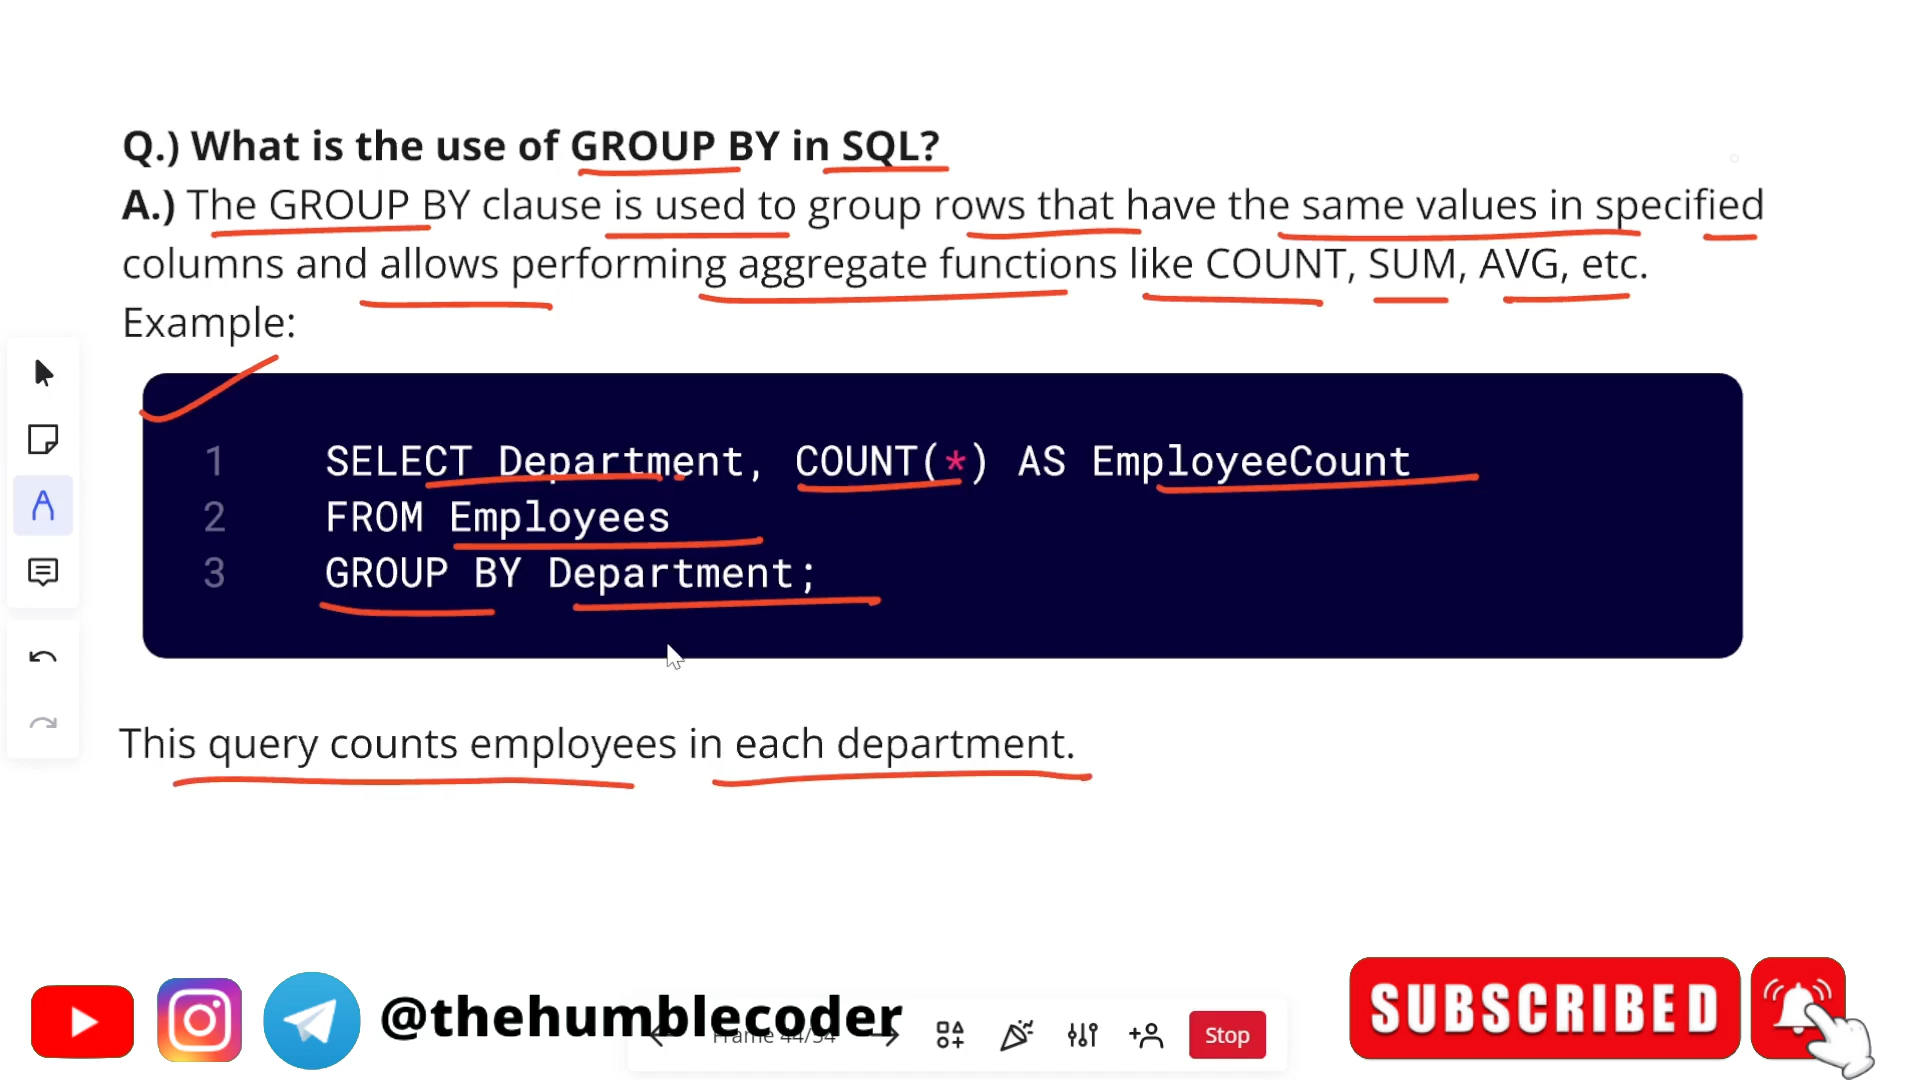 Q.) What is the use of GROUP BY in SQL?
A.) The GROUP BY clause is used to group rows that have the same values in specified
columns and allows performing aggregate functions like COUNT, SUM, AVG, etc.
Example:
1 SELECT Department, COUNT(*) AS EmployeeCount
2 FROM Employees
3 GROUP BY Department;
This query counts employees in each department.
@thehumblecoder
Frame 44/54
Stop
SUBSCRIBED